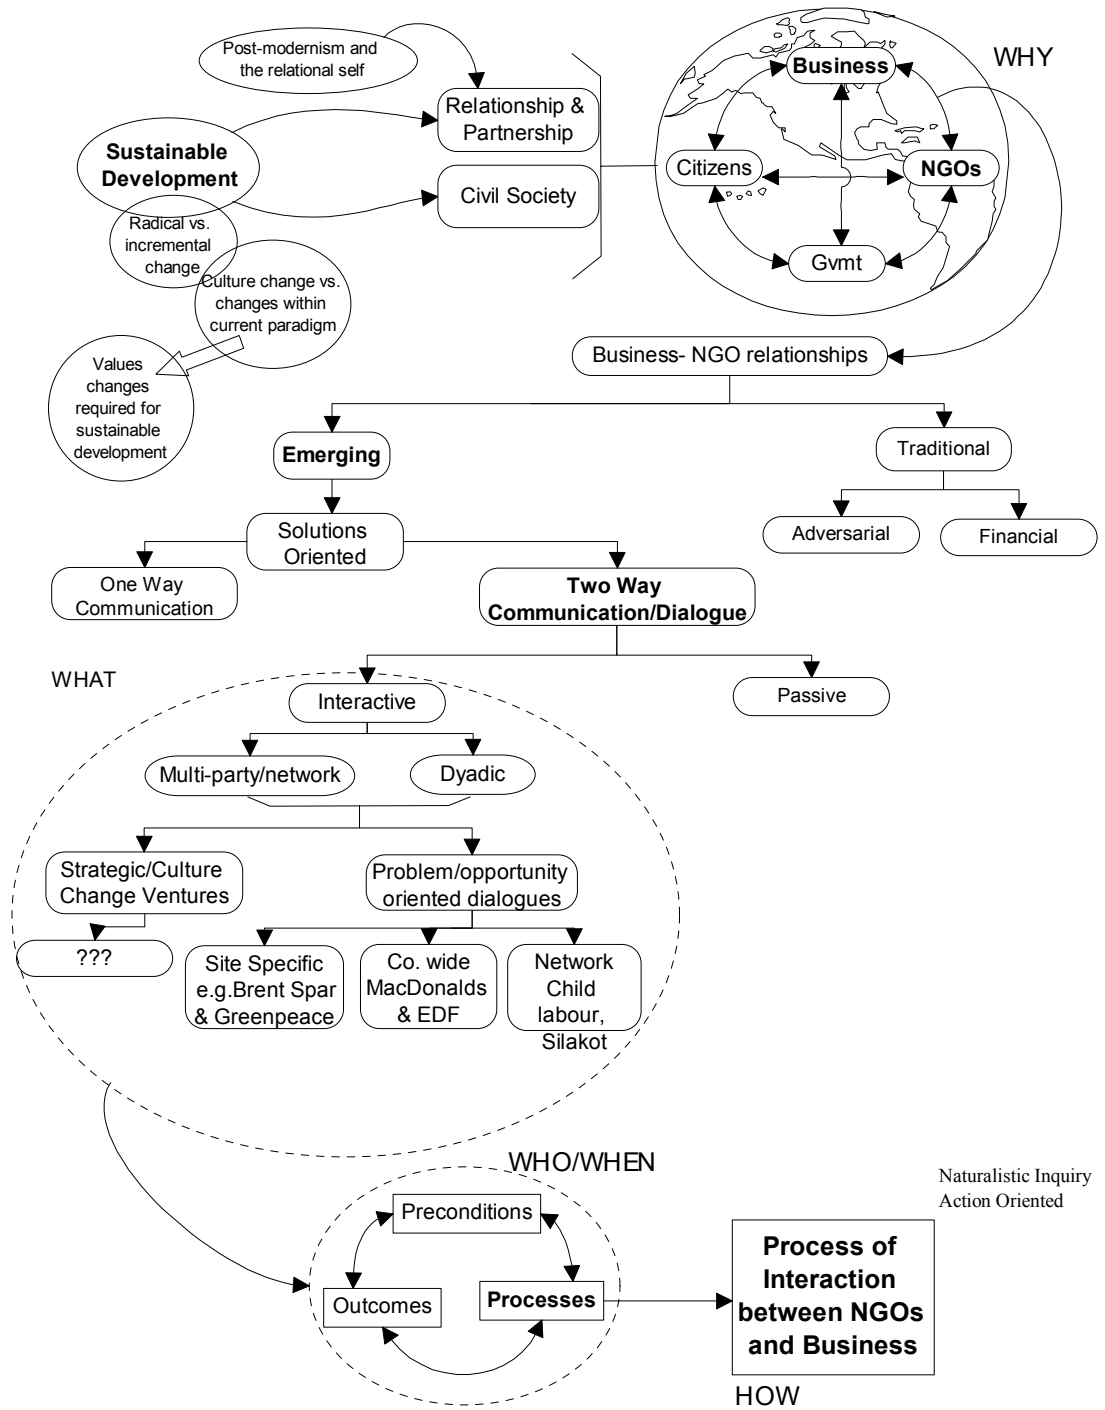 Post-modernism and
the relational self
WHY
Business
Relationship &
Partnership
Sustainable
Development
Citizens
NGOs
Civil Society
Radical vs.
incremental
change
Gvmt
Culture change vs.
changes within
current paradigm
Business- NGO relationships
Values
changes
required for
sustainable
development
Emerging
Traditional
Solutions
Oriented
Adversarial
Financial
One Way
Communication
Two Way
Communication/Dialogue
WHAT
Interactive
Passive
Multi-party/network
Dyadic
Strategic/Culture
Change Ventures
Problem/opportunity
oriented dialogues
???
Site Specific
e.g.Brent Spar
& Greenpeace
Co. wide
MacDonalds
& EDF
Network
Child
labour,
Silakot
WHO/WHEN
Naturalistic Inquiry
Action Oriented
Preconditions
Outcomes
Processes
Process of
Interaction
between NGOs
and Business
HOW